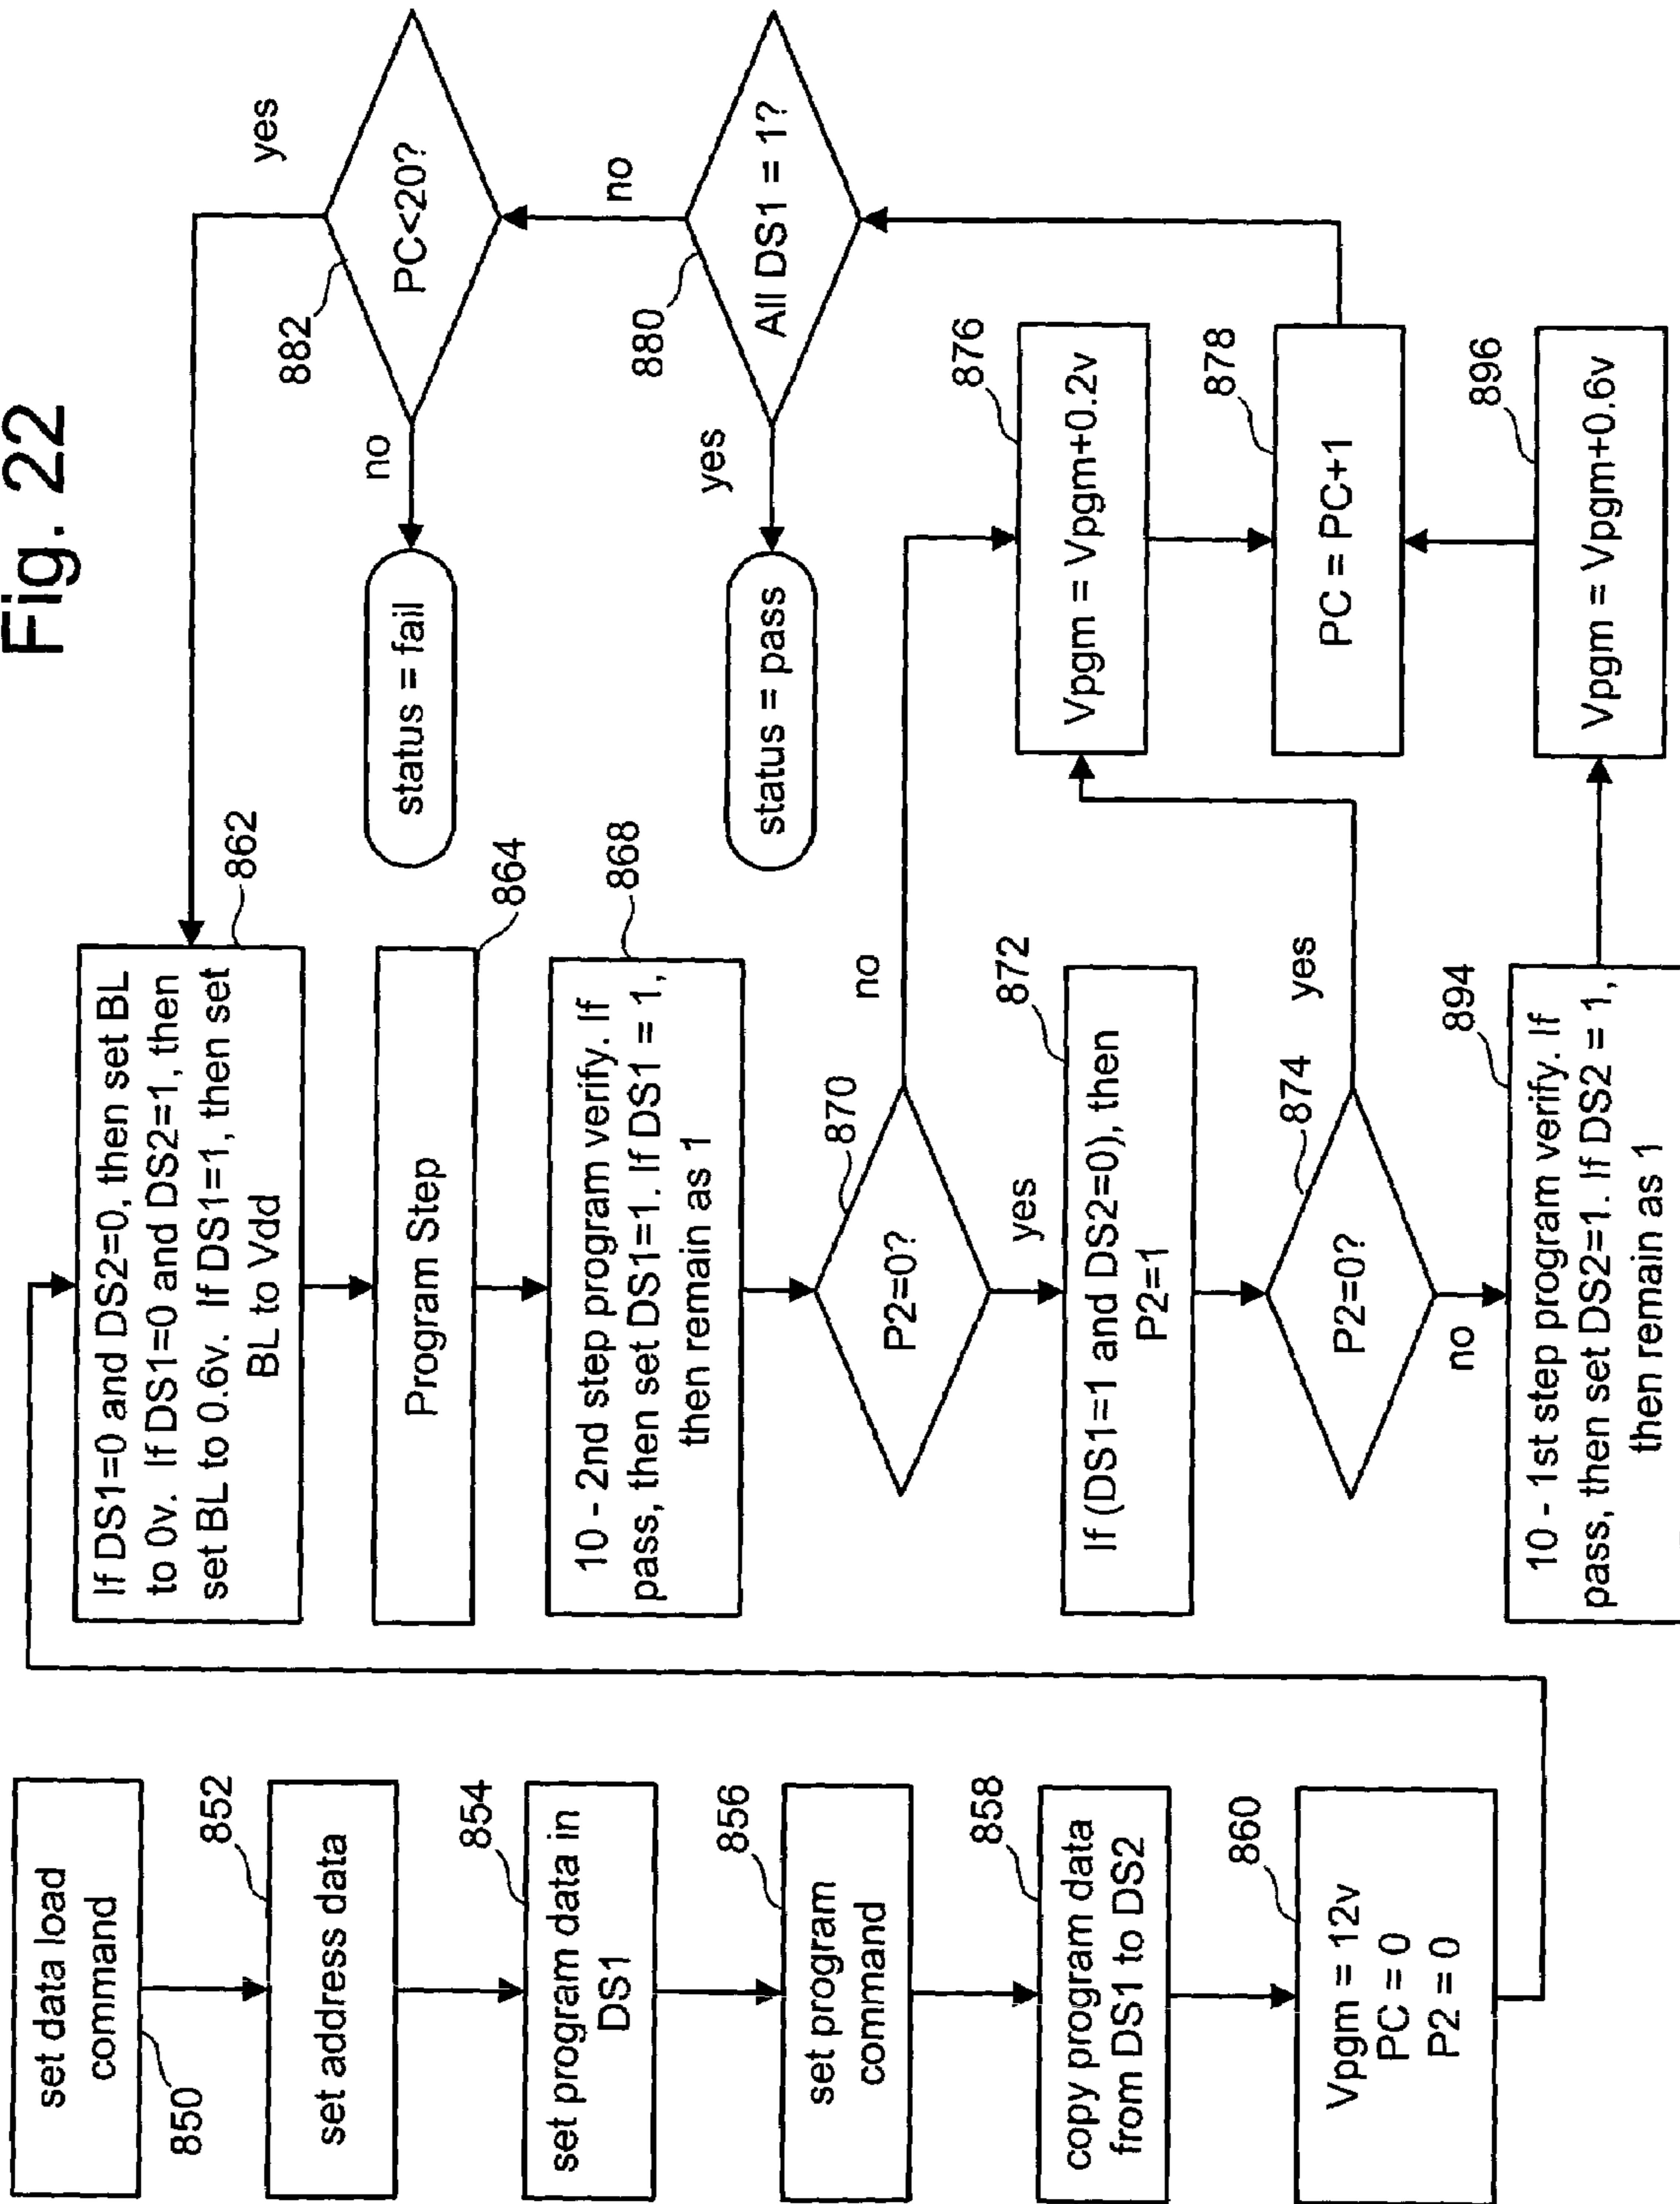 Fig. 22
set data load
command
850
852
set address data
854
set program data in
DS1
856
set program
command
858
copy program data
from DS1 to DS2
860
Vpgm = 12v
PC = 0
P2 = 0
862
If DS1=0 and DS2=0, then set BL
to 0v. If DS1=0 and DS2=1, then
set BL to 0.6v. If DS1=1, then set
BL to Vdd
864
Program Step
868
10 - 2nd step program verify. If
pass, then set DS1=1. If DS1 = 1,
then remain as 1
870
P2=0?
no
yes
872
If (DS1=1 and DS2=0), then
P2=1
874
P2=0?
yes
no
894
10 - 1st step program verify. If
pass, then set DS2=1. If DS2 = 1,
then remain as 1
yes
882
PC<20?
no
status = fail
no
880
All DS1 = 1?
yes
status = pass
876
Vpgm = Vpgm+0.2v
878
PC = PC+1
896
Vpgm = Vpgm+0.6v